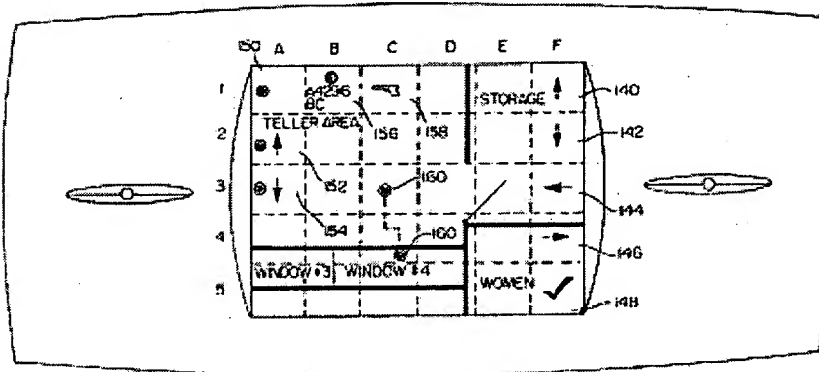 150 A B C D E F
1 64296 STORAGE 140
BC
TELLER AREA 156 158
2 142
3 152 160
144
154 160
4 146
WINDOW #3 WINDOW #4
5 WOMEN
148